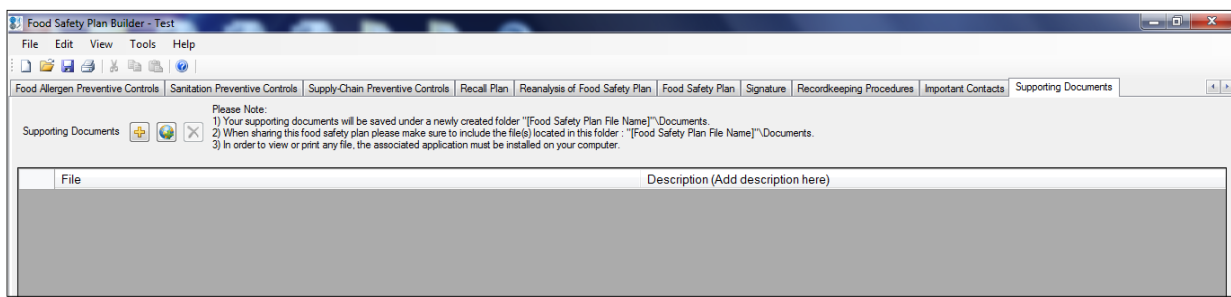 Food Safety Plan Builder - Test
File Edit View Tools Help
Food Allergen Preventive Controls Sanitation Preventive Controls Supply-Chain Preventive Controls Recall Plan Reanalysis of Food Safety Plan Food Safety Plan Signature Recordkeeping Procedures Important Contacts Supporting Documents
Please Note:
1) Your supporting documents will be saved under a newly created folder "[Food Safety Plan File Name]"\Documents.
Supporting Documents 2) When sharing this food safety plan please make sure to include the file(s) located in this folder : "[Food Safety Plan File Name]"\Documents.
3) In order to view or print any file, the associated application must be installed on your computer.
File Description (Add description here)